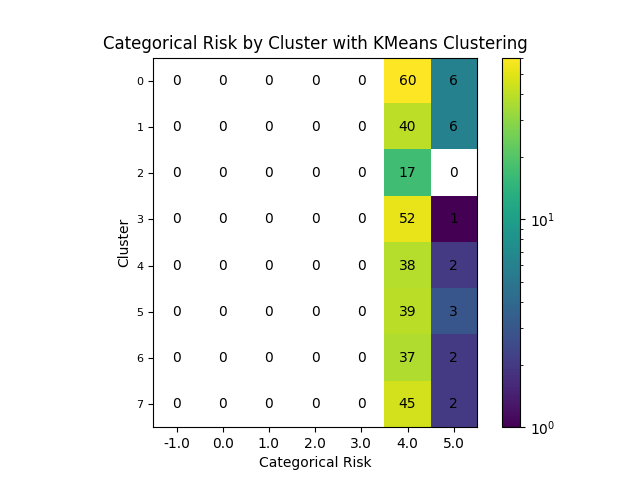 Categorical Risk by Cluster with KMeans Clustering
0 0 0 0 0 0 60 6
1 0 0 0 0 0 40 6
2 0 0 0 0 0 17 0
3 0 0 0 0 0 52 1
4 0 0 0 0 0 38 2
5 0 0 0 0 0 39 3
6 0 0 0 0 0 37 2
7 0 0 0 0 0 45 2
-1.0 0.0 1.0 2.0 3.0 4.0 5.0
Categorical Risk
Cluster
10¹
10⁰